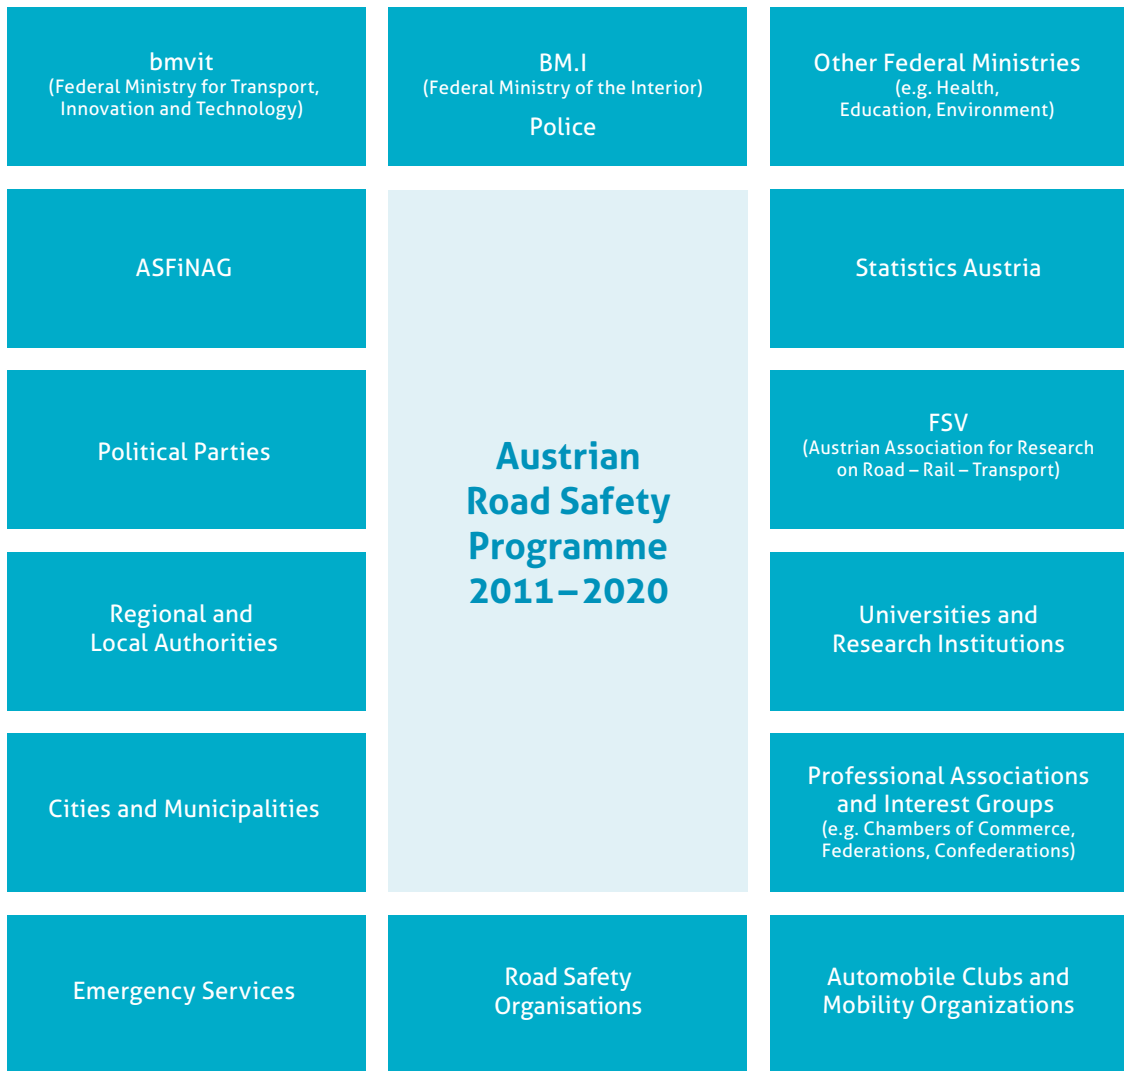 bmvit
(Federal Ministry for Transport,
Innovation and Technology)
BM.I
(Federal Ministry of the Interior)
Police
Other Federal Ministries
(e.g. Health,
Education, Environment)
ASFiNAG
Statistics Austria
Political Parties
Austrian
Road Safety
Programme
2011–2020
FSV
(Austrian Association for Research
on Road – Rail – Transport)
Regional and
Local Authorities
Universities and
Research Institutions
Cities and Municipalities
Professional Associations
and Interest Groups
(e.g. Chambers of Commerce,
Federations, Confederations)
Emergency Services
Road Safety
Organisations
Automobile Clubs and
Mobility Organizations